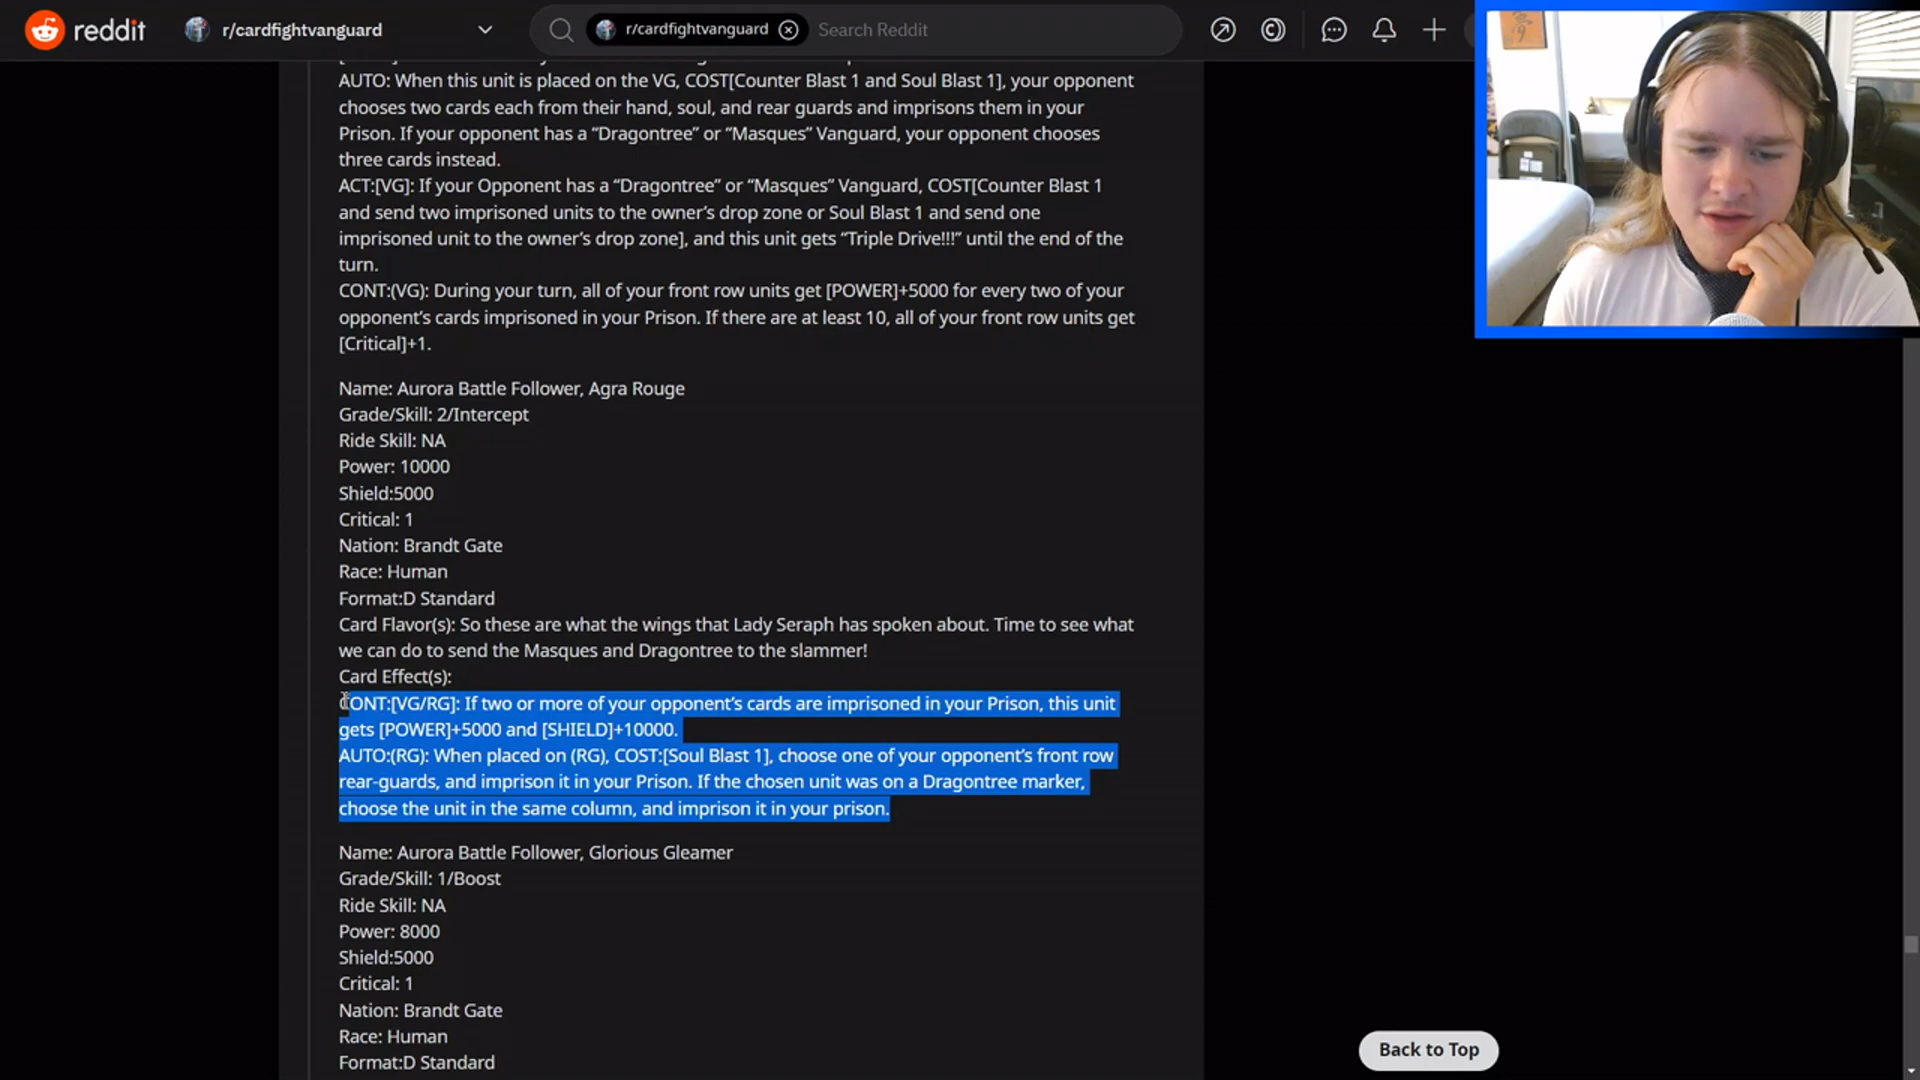 reddit
r/cardfightvanguard
r/cardfightvanguard
Search Reddit
AUTO: When this unit is placed on the VG, COST[Counter Blast 1 and Soul Blast 1], your opponent
chooses two cards each from their hand, soul, and rear guards and imprisons them in your
Prison. If your opponent has a “Dragontree” or “Masques” Vanguard, your opponent chooses
three cards instead.
ACT:[VG]: If your Opponent has a “Dragontree” or “Masques” Vanguard, COST[Counter Blast 1
and send two imprisoned units to the owner’s drop zone or Soul Blast 1 and send one
imprisoned unit to the owner’s drop zone], and this unit gets “Triple Drive!!!” until the end of the
turn.
CONT:(VG): During your turn, all of your front row units get [POWER]+5000 for every two of your
opponent’s cards imprisoned in your Prison. If there are at least 10, all of your front row units get
[Critical]+1.
Name: Aurora Battle Follower, Agra Rouge
Grade/Skill: 2/Intercept
Ride Skill: NA
Power: 10000
Shield:5000
Critical: 1
Nation: Brandt Gate
Race: Human
Format:D Standard
Card Flavor(s): So these are what the wings that Lady Seraph has spoken about. Time to see what
we can do to send the Masques and Dragontree to the slammer!
Card Effect(s):
CONT:[VG/RG]: If two or more of your opponent’s cards are imprisoned in your Prison, this unit
gets [POWER]+5000 and [SHIELD]+10000.
AUTO:(RG): When placed on (RG), COST:[Soul Blast 1], choose one of your opponent’s front row
rear-guards, and imprison it in your Prison. If the chosen unit was on a Dragontree marker,
choose the unit in the same column, and imprison it in your prison.
Name: Aurora Battle Follower, Glorious Gleamer
Grade/Skill: 1/Boost
Ride Skill: NA
Power: 8000
Shield:5000
Critical: 1
Nation: Brandt Gate
Race: Human
Format:D Standard
Back to Top